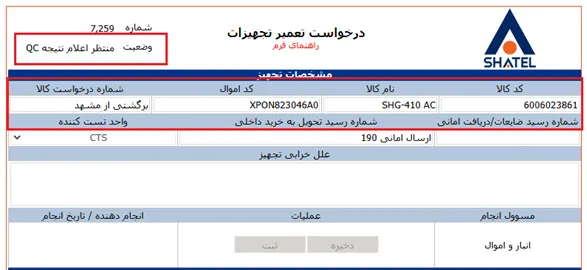 درخواست تعمیر تجهیزات
راهنمای فرم
شماره 7,259
وضعیت منتظر اعلام نتیجه QC
SHATEL
مشخصات تجهیز
کد کالا نام کالا کد اموال شماره درخواست کالا
6006023861 SHG-410 AC XPON823046A0 برگشتی از مشهد
شماره رسید ضایعات/دریافت امانی شماره رسید تحویل به خرید داخلی واحد تست کننده
ارسال امانی 190 CTS
علل خرابی تجهیز
مسوول انجام عملیات انجام دهنده / تاریخ انجام
انبار و اموال ذخیره ثبت